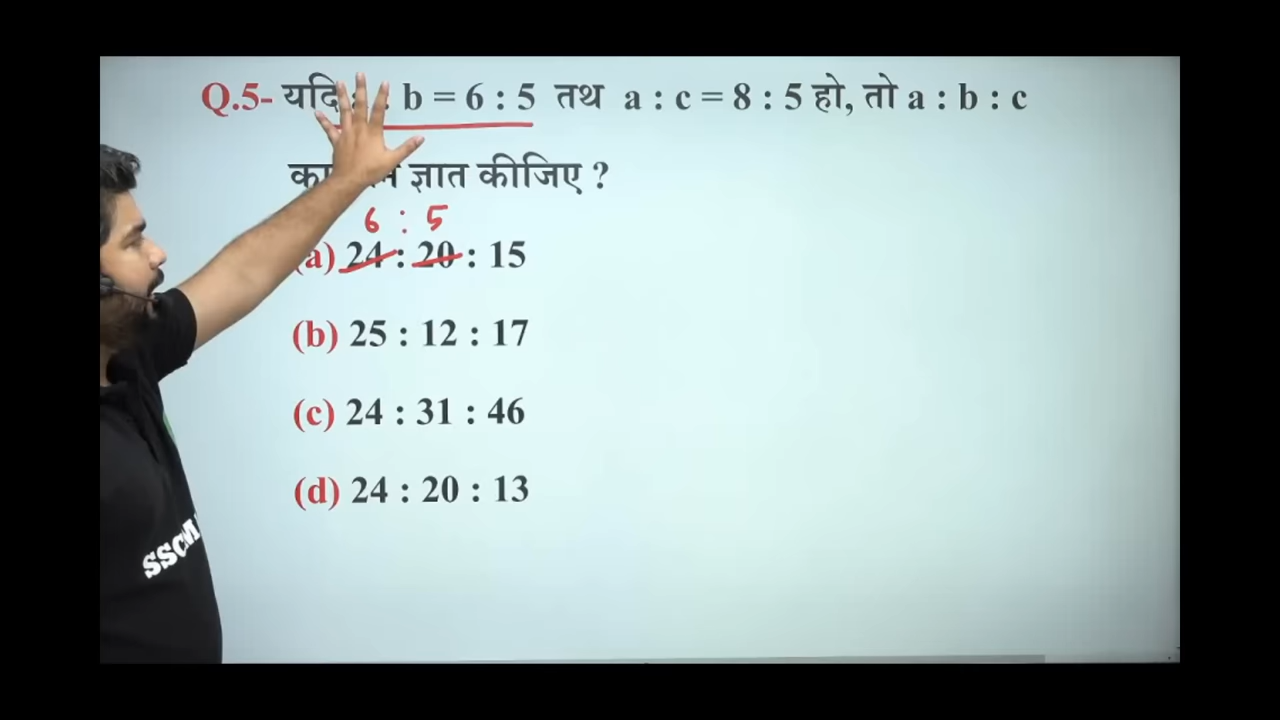 Q.5- यदि : b = 6 : 5 तथ a : c = 8 : 5 हो, तो a : b : c
ज्ञात कीजिए ?
6 : 5
(a) 24 : 20 : 15
(b) 25 : 12 : 17
(c) 24 : 31 : 46
(d) 24 : 20 : 13